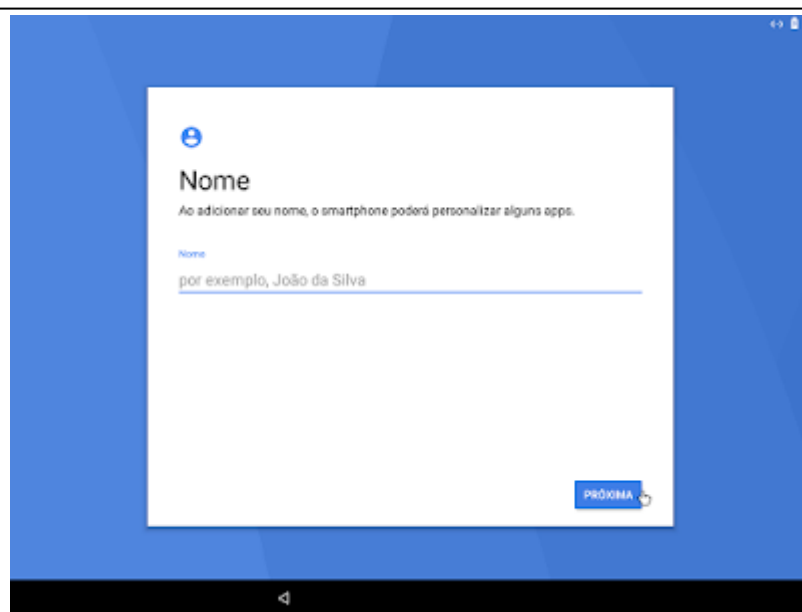 Nome
Ao adicionar seu nome, o smartphone poderá personalizar alguns apps.
Nome
por exemplo, João da Silva
PRÓXIMA